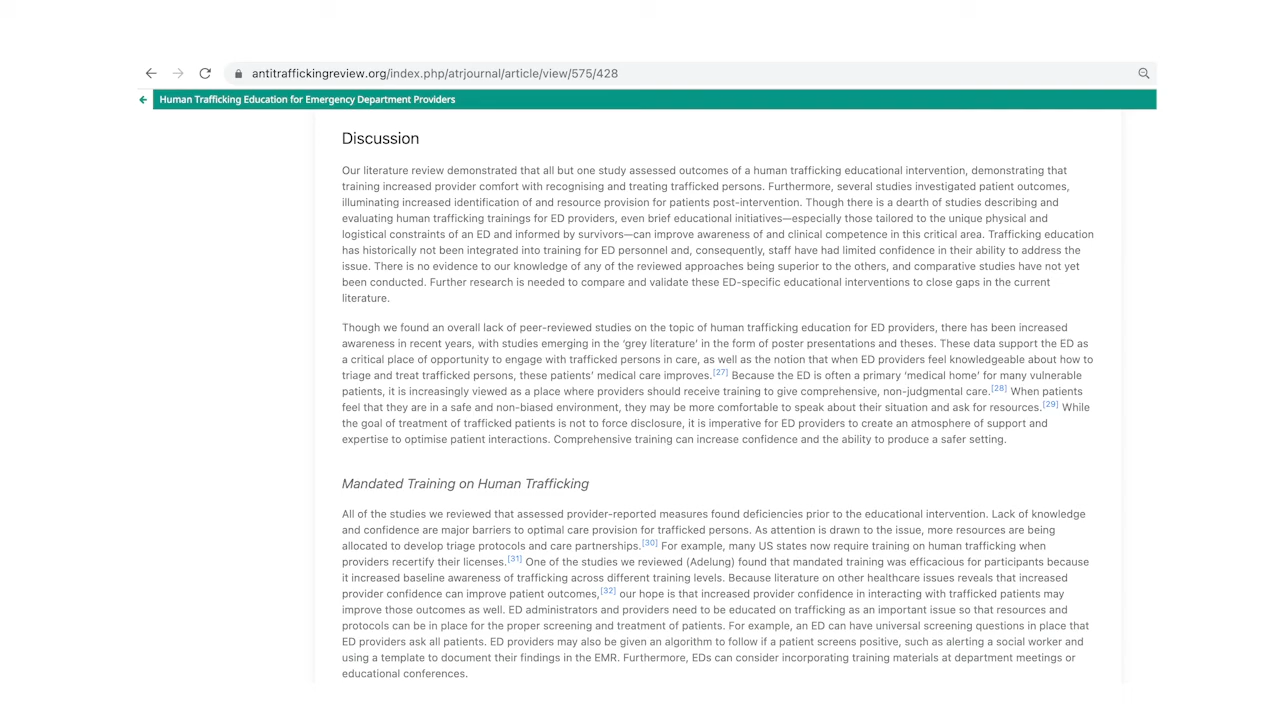 antitraffickingreview.org/index.php/atrjournal/article/view/575/428
Human Trafficking Education for Emergency Department Providers
Discussion
Our literature review demonstrated that all but one study assessed outcomes of a human trafficking educational intervention, demonstrating that
training increased provider comfort with recognising and treating trafficked persons. Furthermore, several studies investigated patient outcomes,
illuminating increased identification of and resource provision for patients post-intervention. Though there is a dearth of studies describing and
evaluating human trafficking trainings for ED providers, even brief educational initiatives—especially those tailored to the unique physical and
logistical constraints of an ED and informed by survivors—can improve awareness of and clinical competence in this critical area. Trafficking education
has historically not been integrated into training for ED personnel and, consequently, staff have had limited confidence in their ability to address the
issue. There is no evidence to our knowledge of any of the reviewed approaches being superior to the others, and comparative studies have not yet
been conducted. Further research is needed to compare and validate these ED-specific educational interventions to close gaps in the current
literature.
Though we found an overall lack of peer-reviewed studies on the topic of human trafficking education for ED providers, there has been increased
awareness in recent years, with studies emerging in the ‘grey literature’ in the form of poster presentations and theses. These data support the ED as
a critical place of opportunity to engage with trafficked persons in care, as well as the notion that when ED providers feel knowledgeable about how to
triage and treat trafficked persons, these patients’ medical care improves.[27] Because the ED is often a primary ‘medical home’ for many vulnerable
patients, it is increasingly viewed as a place where providers should receive training to give comprehensive, non-judgmental care.[28] When patients
feel that they are in a safe and non-biased environment, they may be more comfortable to speak about their situation and ask for resources.[29] While
the goal of treatment of trafficked patients is not to force disclosure, it is imperative for ED providers to create an atmosphere of support and
expertise to optimise patient interactions. Comprehensive training can increase confidence and the ability to produce a safer setting.
Mandated Training on Human Trafficking
All of the studies we reviewed that assessed provider-reported measures found deficiencies prior to the educational intervention. Lack of knowledge
and confidence are major barriers to optimal care provision for trafficked persons. As attention is drawn to the issue, more resources are being
allocated to develop triage protocols and care partnerships.[30] For example, many US states now require training on human trafficking when
providers recertify their licenses.[31] One of the studies we reviewed (Adelung) found that mandated training was efficacious for participants because
it increased baseline awareness of trafficking across different training levels. Because literature on other healthcare issues reveals that increased
provider confidence can improve patient outcomes,[32] our hope is that increased provider confidence in interacting with trafficked patients may
improve those outcomes as well. ED administrators and providers need to be educated on trafficking as an important issue so that resources and
protocols can be in place for the proper screening and treatment of patients. For example, an ED can have universal screening questions in place that
ED providers ask all patients. ED providers may also be given an algorithm to follow if a patient screens positive, such as alerting a social worker and
using a template to document their findings in the EMR. Furthermore, EDs can consider incorporating training materials at department meetings or
educational conferences.